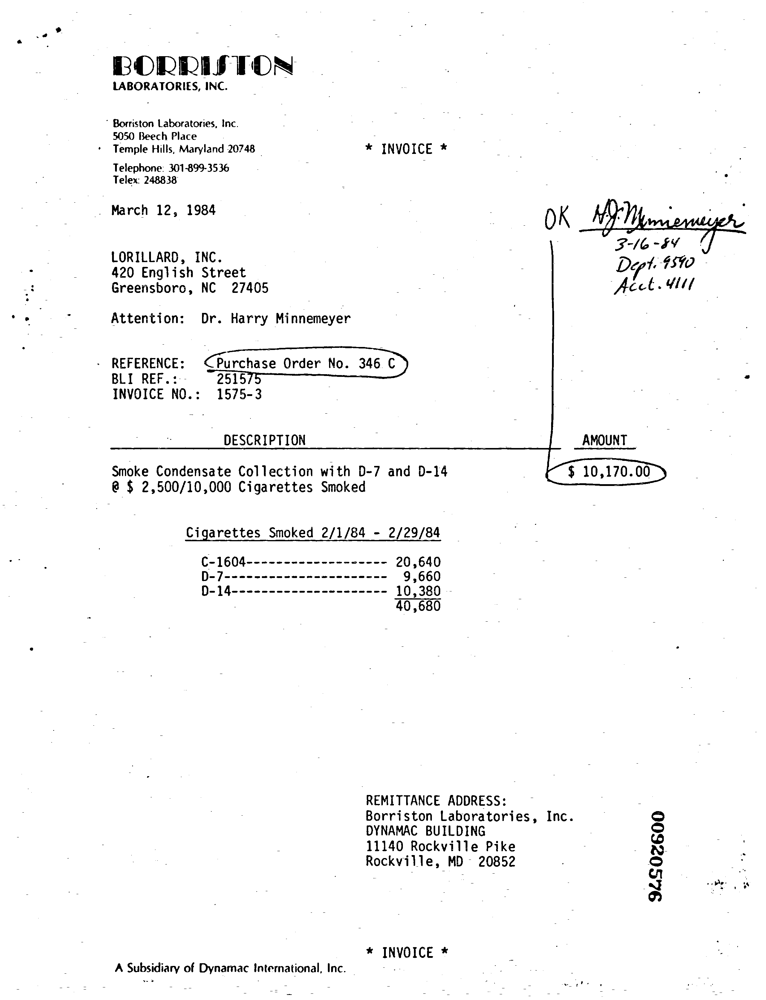 BORRISTON
LABORATORIES, INC.
Borriston Laboratories, Inc.
5050 Beech Place
Temple Hills, Maryland 20748
* INVOICE *
Telephone: 301-899-3536
Telex: 248838
March 12, 1984
OK H.J. Minnemeyer
3-16-84
Dept. 9590
Acct. 4111
LORILLARD, INC.
420 English Street
Greensboro, NC 27405
Attention: Dr. Harry Minnemeyer
REFERENCE: Purchase Order No. 346 C
BLI REF.: 251575
INVOICE NO.: 1575-3
DESCRIPTION AMOUNT
Smoke Condensate Collection with D-7 and D-14 $ 10,170.00
@ $ 2,500/10,000 Cigarettes Smoked
Cigarettes Smoked 2/1/84 - 2/29/84
C-1604------------------- 20,640
D-7---------------------- 9,660
D-14--------------------- 10,380
40,680
REMITTANCE ADDRESS:
Borriston Laboratories, Inc.
DYNAMAC BUILDING
11140 Rockville Pike
Rockville, MD 20852
00920576
* INVOICE *
A Subsidiary of Dynamac International, Inc.